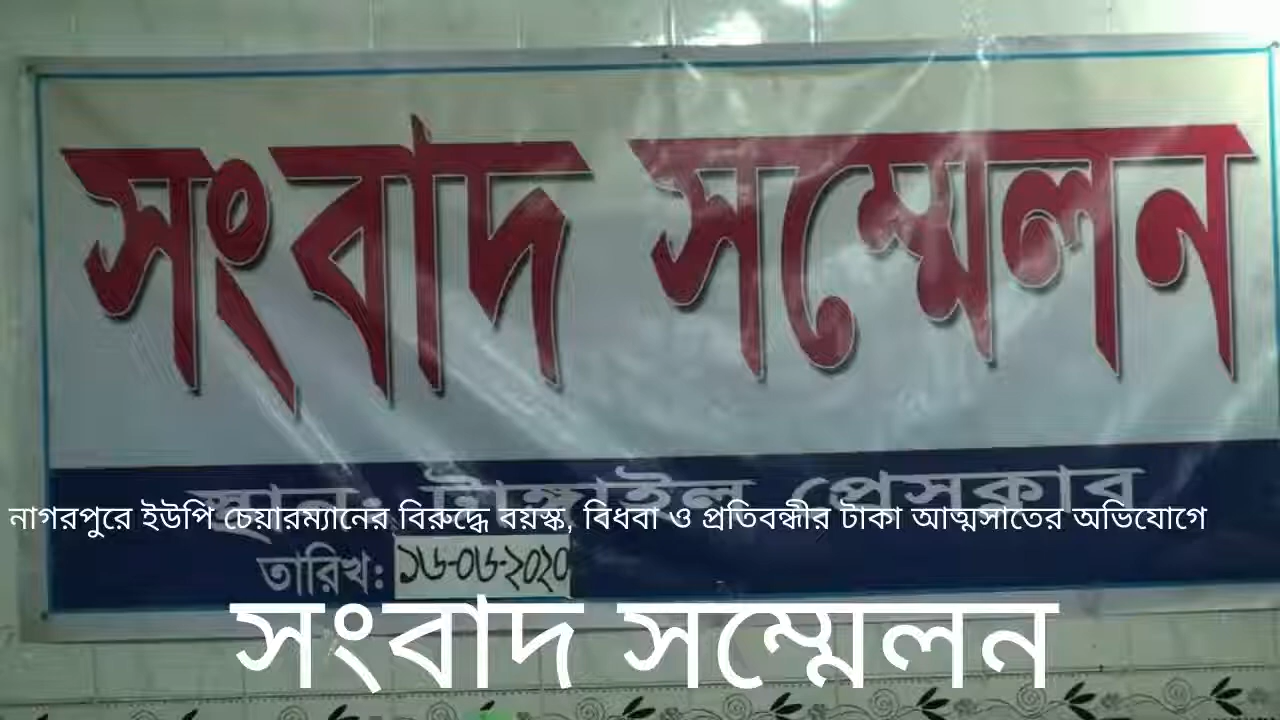 সংবাদ সম্মেলন
স্থান: টাঙ্গাইল প্রেসক্লাব
নাগরপুরে ইউপি চেয়ারম্যানের বিরুদ্ধে বয়স্ক, বিধবা ও প্রতিবন্ধীর টাকা আত্মসাতের অভিযোগে
তারিখ: ১৬-০৬-২০২০
সংবাদ সম্মেলন